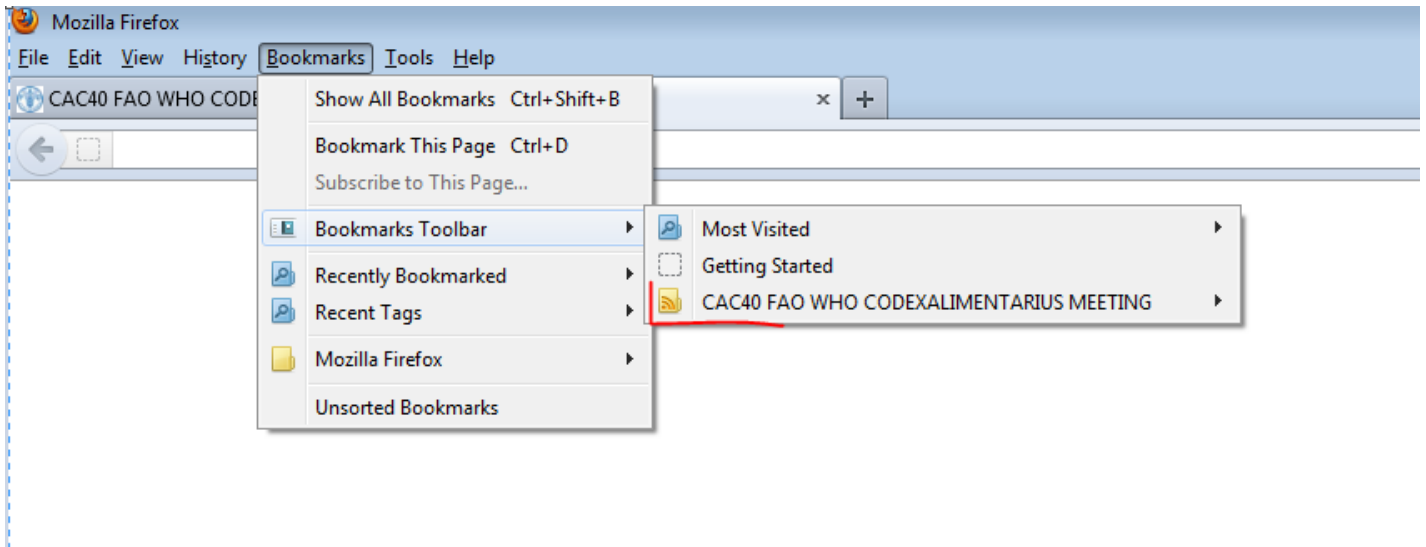 Mozilla Firefox
File Edit View History Bookmarks Tools Help
CAC40 FAO WHO CODE
Show All Bookmarks Ctrl+Shift+B
Bookmark This Page Ctrl+D
Subscribe to This Page...
Bookmarks Toolbar
Recently Bookmarked
Recent Tags
Mozilla Firefox
Unsorted Bookmarks
Most Visited
Getting Started
CAC40 FAO WHO CODEXALIMENTARIUS MEETING